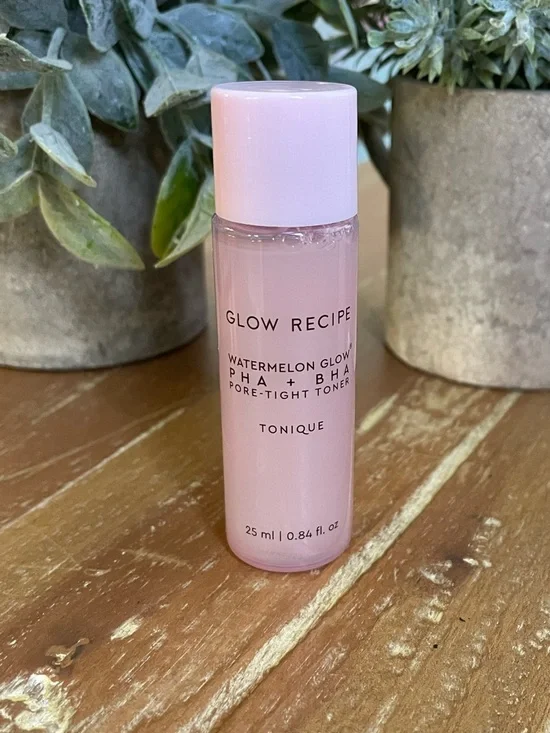 GLOW RECIPE
WATERMELON GLOW®
PHA + BHA
PORE-TIGHT TONER
TONIQUE
25 ml | 0.84 fl. oz